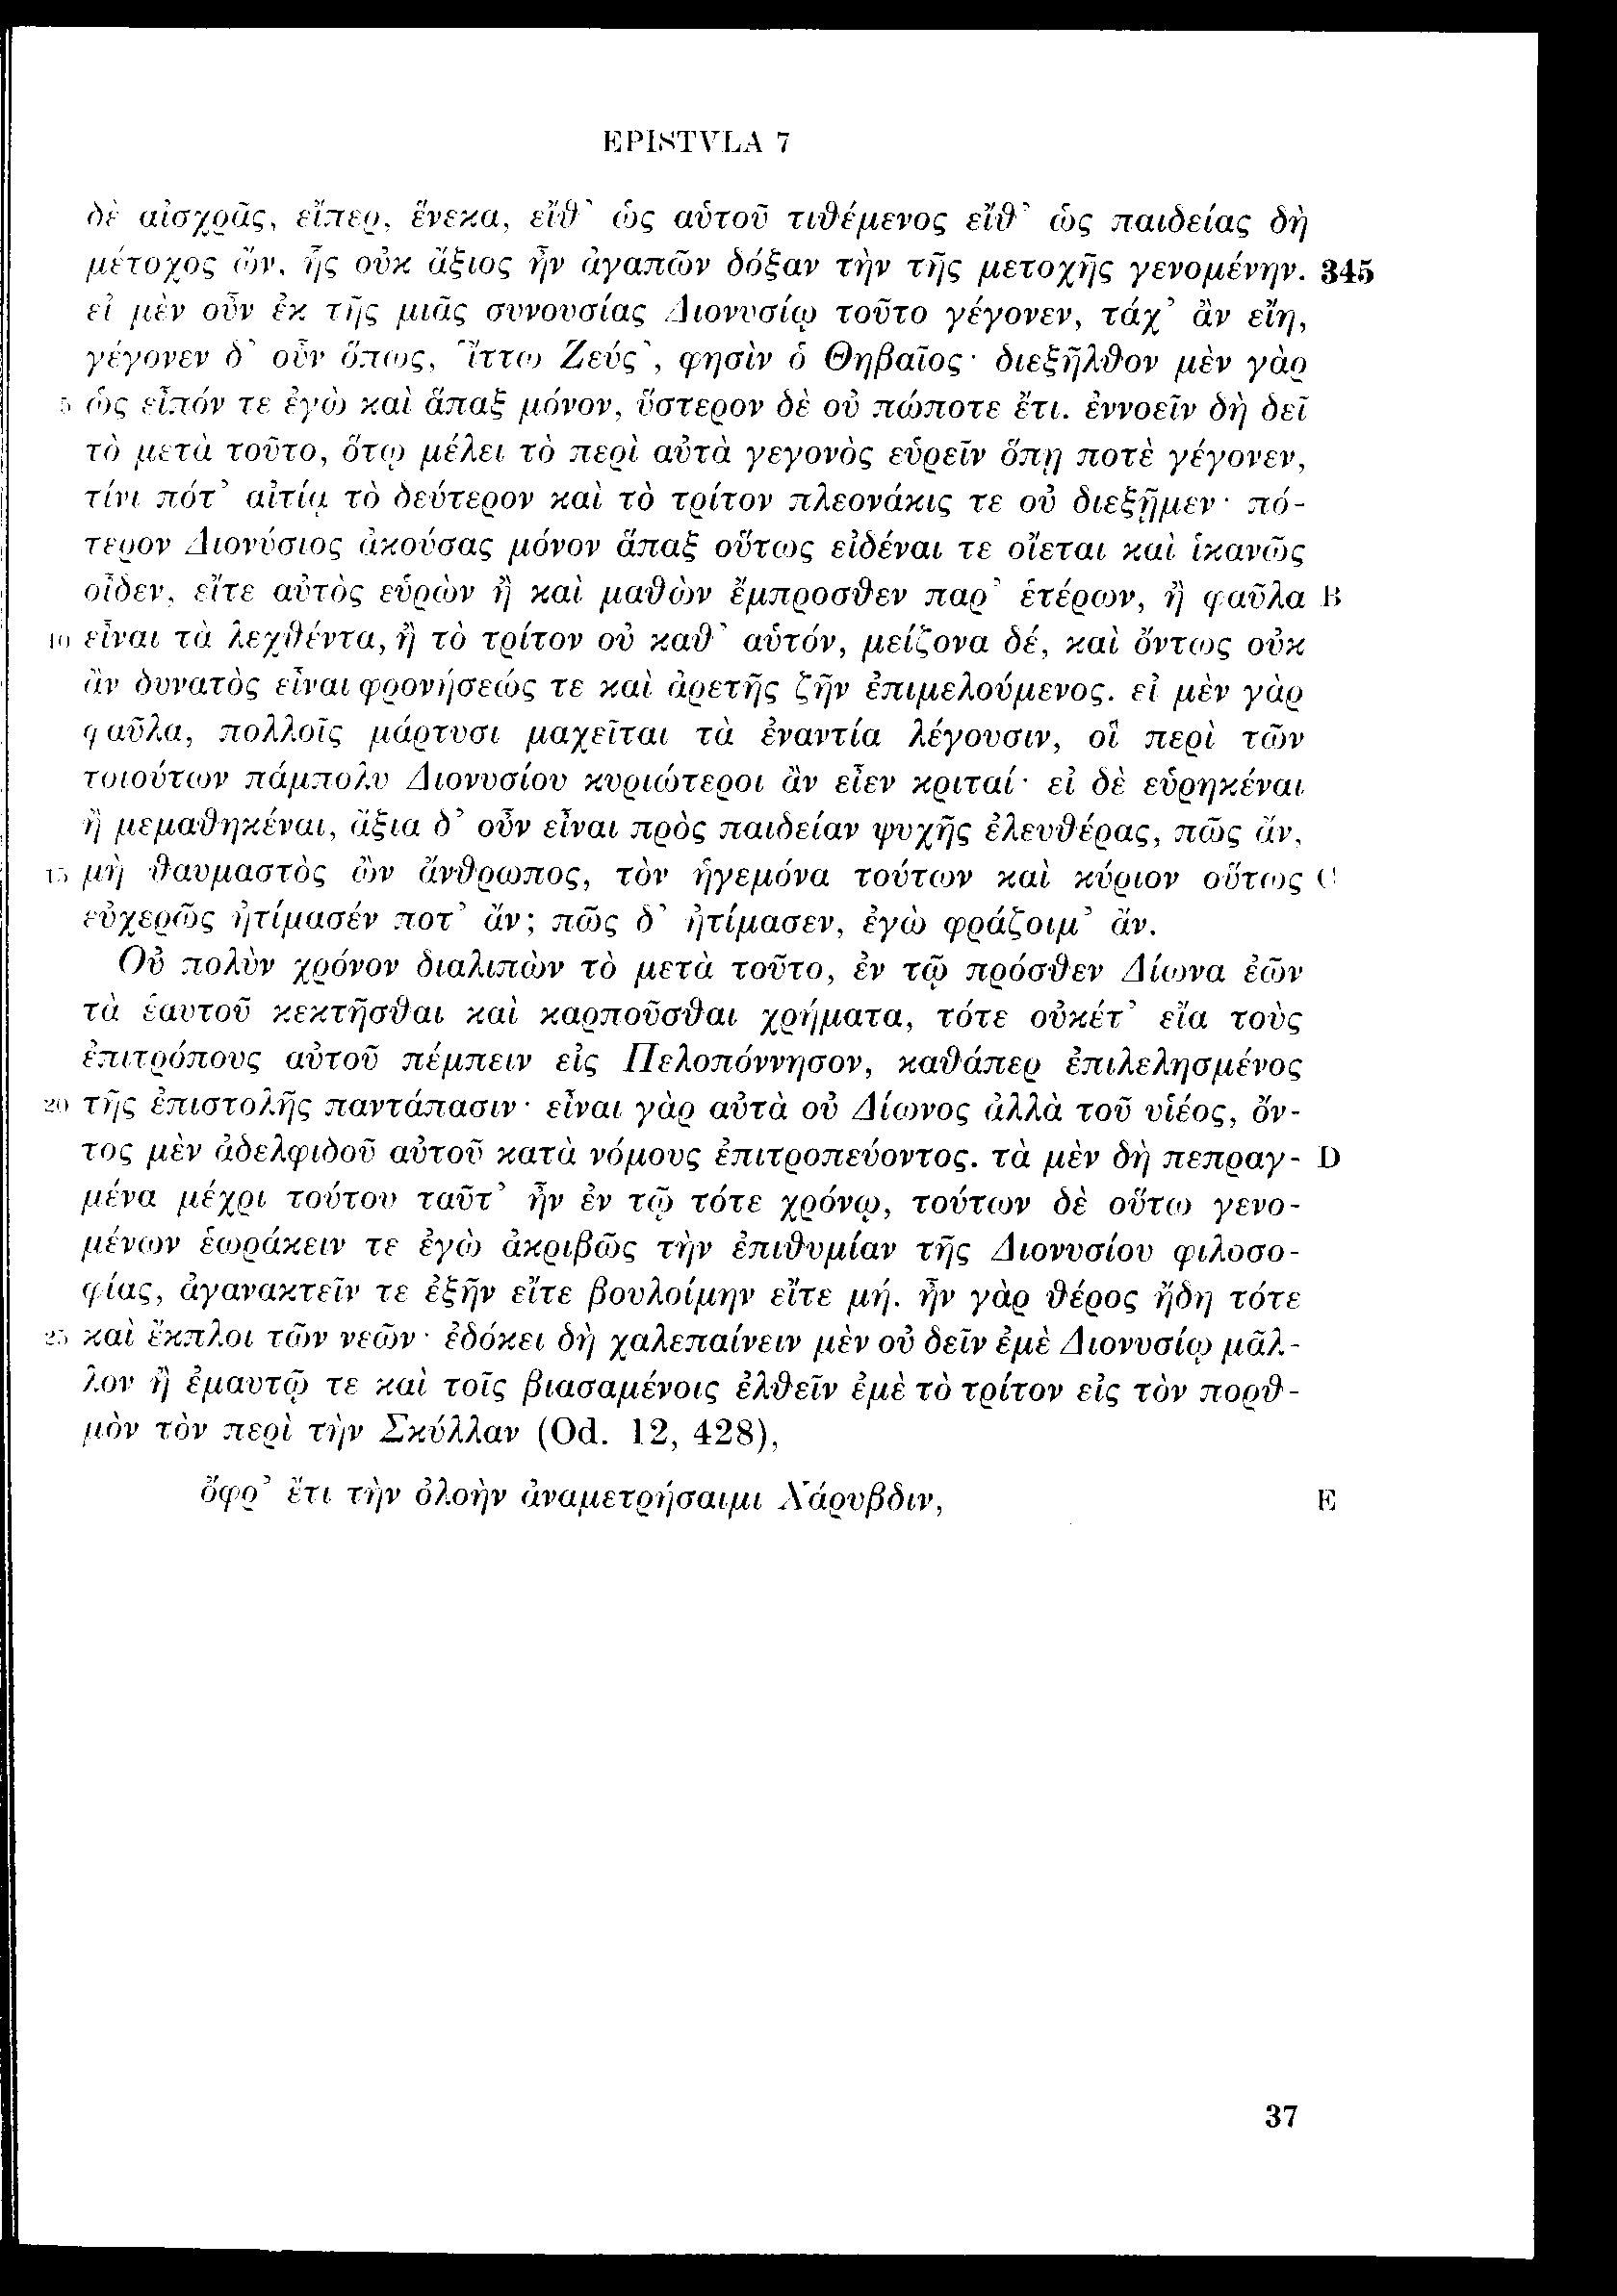 EPISTVLA 7
δὲ αἰσχρᾶς, εἴπερ, ἕνεκα, εἴθ’ ὡς αὑτοῦ τιθέμενος εἴθ’ ὡς παιδείας δὴ
μέτοχος ὤν, ἧς οὐκ ἄξιος ἦν ἀγαπῶν δόξαν τὴν τῆς μετοχῆς γενομένην. 345
εἰ μὲν οὖν ἐκ τῆς μιᾶς συνουσίας Διονυσίῳ τοῦτο γέγονεν, τάχ’ ἂν εἴη,
γέγονεν δ’ οὖν ὅπως, 'ἴττω Ζεύς', φησὶν ὁ Θηβαῖος· διεξῆλθον μὲν γὰρ
5 ὡς εἶπόν τε ἐγὼ καὶ ἅπαξ μόνον, ὕστερον δὲ οὐ πώποτε ἔτι. ἐννοεῖν δὴ δεῖ
τὸ μετὰ τοῦτο, ὅτῳ μέλει τὸ περὶ αὐτὰ γεγονὸς εὑρεῖν ὅπῃ ποτὲ γέγονεν,
τίνι πότ’ αἰτίᾳ τὸ δεύτερον καὶ τὸ τρίτον πλεονάκις τε οὐ διεξῇμεν· πό-
τερον Διονύσιος ἀκούσας μόνον ἅπαξ οὕτως εἰδέναι τε οἴεται καὶ ἱκανῶς
οἶδεν, εἴτε αὐτὸς εὑρὼν ἢ καὶ μαθὼν ἔμπροσθεν παρ’ ἑτέρων, ἢ φαῦλα B
10 εἶναι τὰ λεχθέντα, ἢ τὸ τρίτον οὐ καθ’ αὑτόν, μείζονα δέ, καὶ ὄντως οὐκ
ἂν δυνατὸς εἶναι φρονήσεώς τε καὶ ἀρετῆς ζῆν ἐπιμελούμενος. εἰ μὲν γὰρ
φαῦλα, πολλοῖς μάρτυσι μαχεῖται τὰ ἐναντία λέγουσιν, οἳ περὶ τῶν
τοιούτων πάμπολυ Διονυσίου κυριώτεροι ἂν εἶεν κριταί· εἰ δὲ εὑρηκέναι
ἢ μεμαθηκέναι, ἄξια δ’ οὖν εἶναι πρὸς παιδείαν ψυχῆς ἐλευθέρας, πῶς ἄν,
15 μὴ θαυμαστὸς ὢν ἄνθρωπος, τὸν ἡγεμόνα τούτων καὶ κύριον οὕτως C
εὐχερῶς ἠτίμασέν ποτ’ ἄν; πῶς δ’ ἠτίμασεν, ἐγὼ φράζοιμ’ ἄν.
Οὐ πολὺν χρόνον διαλιπὼν τὸ μετὰ τοῦτο, ἐν τῷ πρόσθεν Δίωνα ἐῶν
τὰ ἑαυτοῦ κεκτῆσθαι καὶ καρποῦσθαι χρήματα, τότε οὐκέτ’ εἴα τοὺς
ἐπιτρόπους αὐτοῦ πέμπειν εἰς Πελοπόννησον, καθάπερ ἐπιλελησμένος
20 τῆς ἐπιστολῆς παντάπασιν· εἶναι γὰρ αὐτὰ οὐ Δίωνος ἀλλὰ τοῦ υἱέος, ὄν-
τος μὲν ἀδελφιδοῦ αὐτοῦ κατὰ νόμους ἐπιτροπεύοντος. τὰ μὲν δὴ πεπραγ- D
μένα μέχρι τούτου ταῦτ’ ἦν ἐν τῷ τότε χρόνῳ, τούτων δὲ οὕτω γενο-
μένων ἑωράκειν τε ἐγὼ ἀκριβῶς τὴν ἐπιθυμίαν τῆς Διονυσίου φιλοσο-
φίας, ἀγανακτεῖν τε ἐξῆν εἴτε βουλοίμην εἴτε μή. ἦν γὰρ θέρος ἤδη τότε
25 καὶ ἔκπλοι τῶν νεῶν· ἐδόκει δὴ χαλεπαίνειν μὲν οὐ δεῖν ἐμὲ Διονυσίῳ μᾶλ-
λον ἢ ἐμαυτῷ τε καὶ τοῖς βιασαμένοις ἐλθεῖν ἐμὲ τὸ τρίτον εἰς τὸν πορθ-
μὸν τὸν περὶ τὴν Σκύλλαν (Od. 12, 428),
ὄφρ’ ἔτι τὴν ὀλοὴν ἀναμετρήσαιμι Χάρυβδιν, E
37